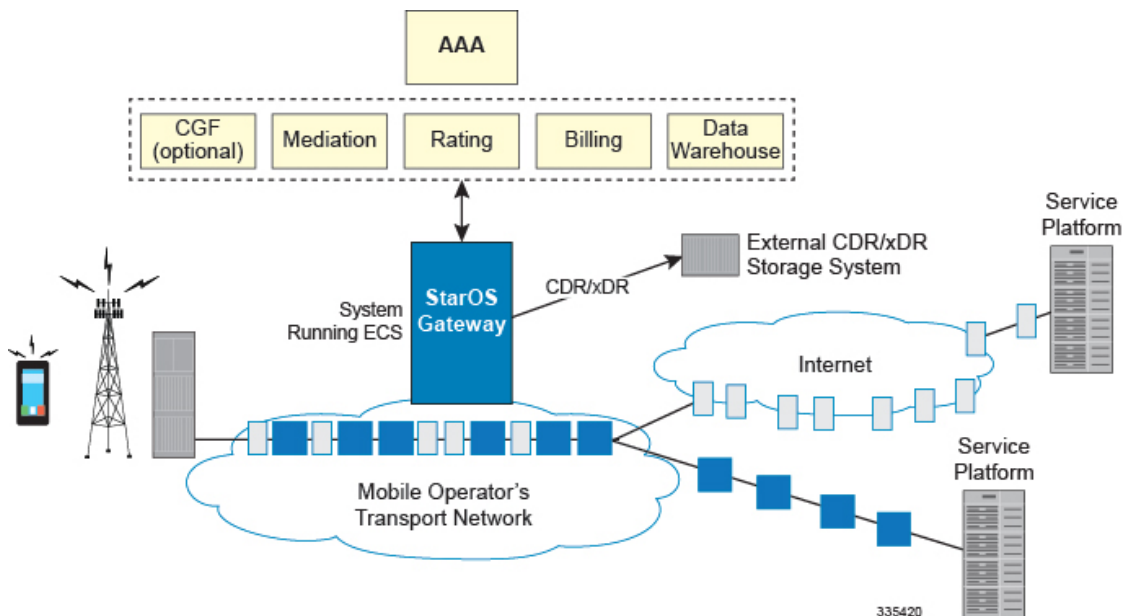 AAA
CGF
(optional)
Mediation
Rating
Billing
Data
Warehouse
Service
Platform
External CDR/xDR
Storage System
CDR/xDR
StarOS
Gateway
System
Running ECS
Internet
Mobile Operator's
Transport Network
Service
Platform
335420